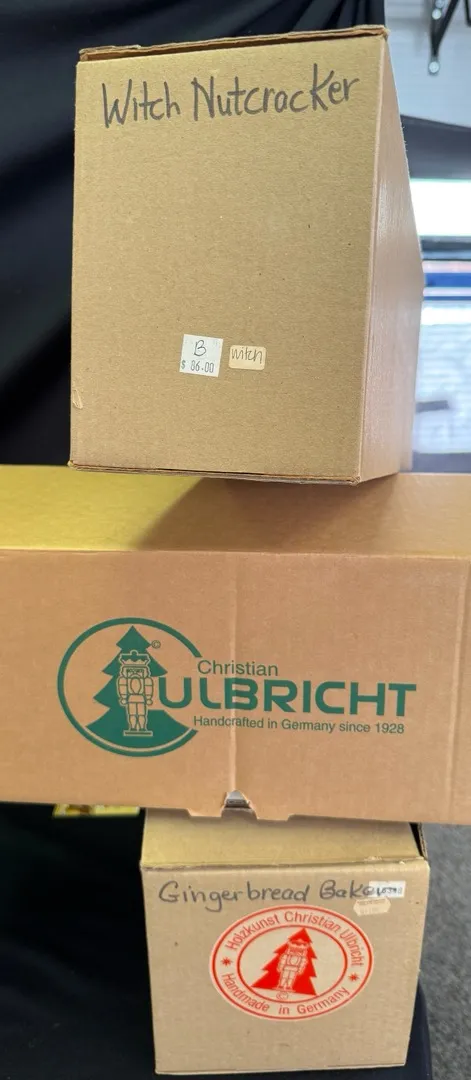 Witch Nutcracker
B
$ 86.00
witch
©
Christian
ULBRICHT
Handcrafted in Germany since 1928
Gingerbread
Holzkunst Christian Ulbricht
©
Handmade in Germany